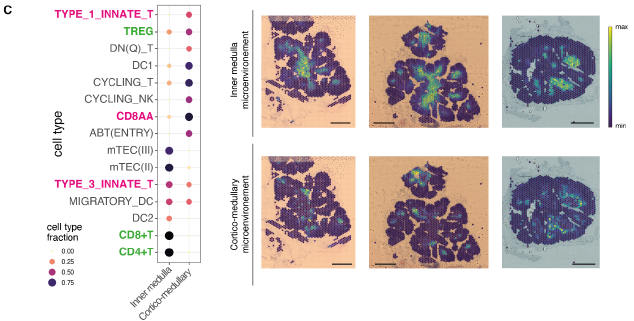 C
TYPE_1_INNATE_T
TREG
DN(Q)_T
DC1
CYCLING_T
CYCLING_NK
CD8AA
ABT(ENTRY)
mTEC(III)
mTEC(II)
TYPE_3_INNATE_T
MIGRATORY_DC
DC2
CD8+T
CD4+T
cell type
cell type
fraction
0.00
0.25
0.50
0.75
Inner medulla
Cortico-medullary
Inner medulla
microenvironement
Cortico-medullary
microenvironement
max
min